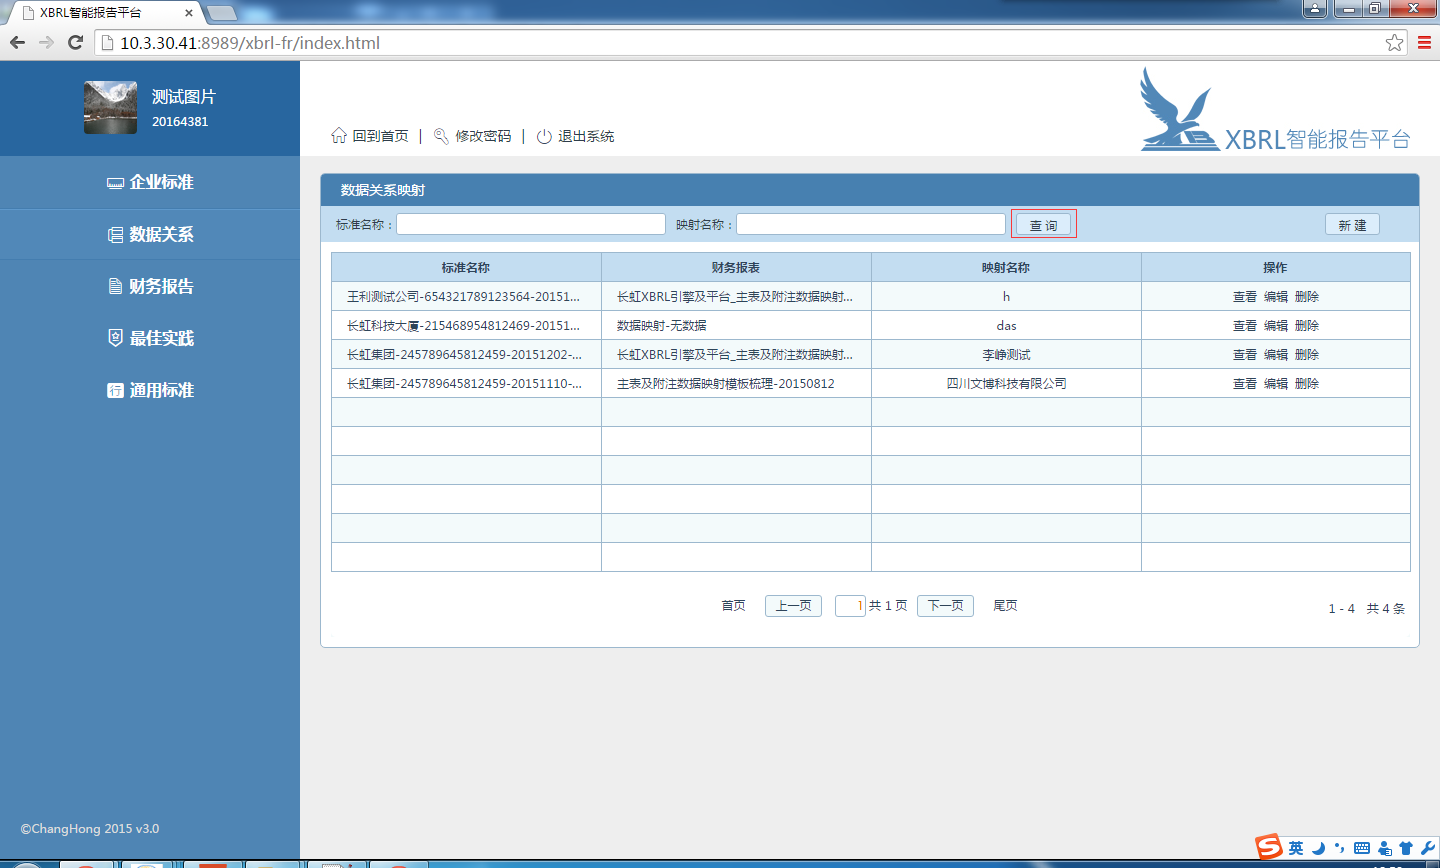 XBRL智能报告平台
10.3.30.41:8989/xbrl-fr/index.html
测试图片
20164381
回到首页 | 修改密码 | 退出系统
XBRL智能报告平台
企业标准
数据关系
财务报告
最佳实践
行 通用标准
数据关系映射
标准名称： 映射名称： 查 询 新 建
标准名称 财务报表 映射名称 操作
王利测试公司-654321789123564-20151... 长虹XBRL引擎及平台_主表及附注数据映射... h 查看 编辑 删除
长虹科技大厦-215468954812469-20151... 数据映射-无数据 das 查看 编辑 删除
长虹集团-245789645812459-20151202-... 长虹XBRL引擎及平台_主表及附注数据映射... 李峥测试 查看 编辑 删除
长虹集团-245789645812459-20151110-... 主表及附注数据映射模板梳理-20150812 四川文博科技有限公司 查看 编辑 删除
首页 上一页 1 共 1 页 下一页 尾页 1 - 4 共 4 条
©ChangHong 2015 v3.0
英